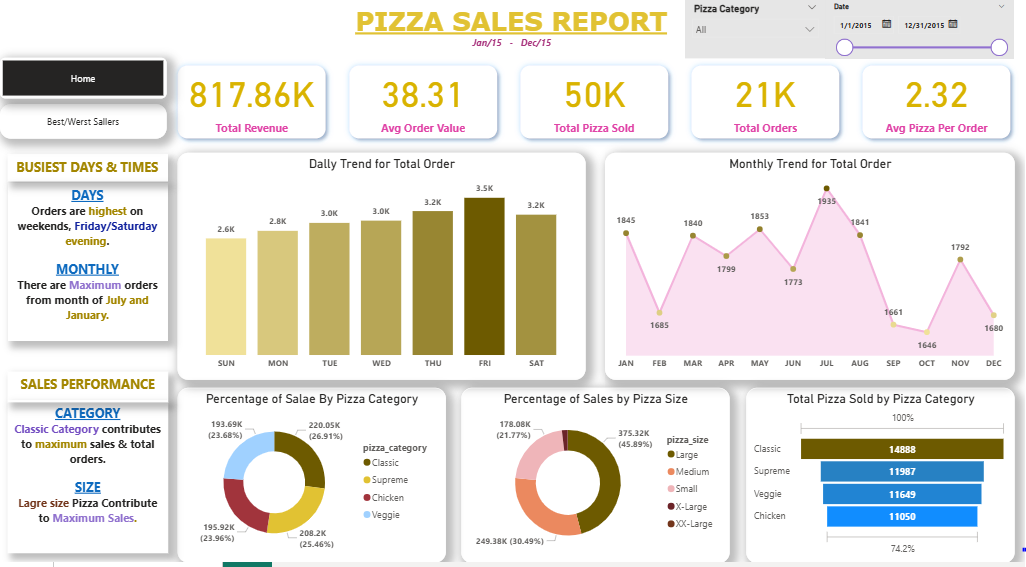 PIZZA SALES REPORT
Jan/15 - Dec/15
Pizza Category
All
Date
1/1/2015
12/31/2015
Home
Best/Werst Sallers
817.86K
Total Revenue
38.31
Avg Order Value
50K
Total Pizza Sold
21K
Total Orders
2.32
Avg Pizza Per Order
BUSIEST DAYS & TIMES
DAYS
Orders are highest on
weekends, Friday/Saturday
evening.
MONTHLY
There are Maximum orders
from month of July and
January.
SALES PERFORMANCE
CATEGORY
Classic Category contributes
to maximum sales & total
orders.
SIZE
Lagre size Pizza Contribute
to Maximum Sales.
Dally Trend for Total Order
2.6K
2.8K
3.0K
3.0K
3.2K
3.5K
3.2K
SUN MON TUE WED THU FRI SAT
Monthly Trend for Total Order
1845
1685
1840
1799
1853
1773
1935
1841
1661
1646
1792
1680
JAN FEB MAR APR MAY JUN JUL AUG SEP OCT NOV DEC
Percentage of Salae By Pizza Category
193.69K
(23.68%)
220.05K
(26.91%)
195.92K
(23.96%)
208.2K
(25.46%)
pizza_category
Classic
Supreme
Chicken
Veggie
Percentage of Sales by Pizza Size
178.08K
(21.77%)
375.32K
(45.89%)
249.38K (30.49%)
pizza_size
Large
Medium
Small
X-Large
XX-Large
Total Pizza Sold by Pizza Category
100%
Classic 14888
Supreme 11987
Veggie 11649
Chicken 11050
74.2%